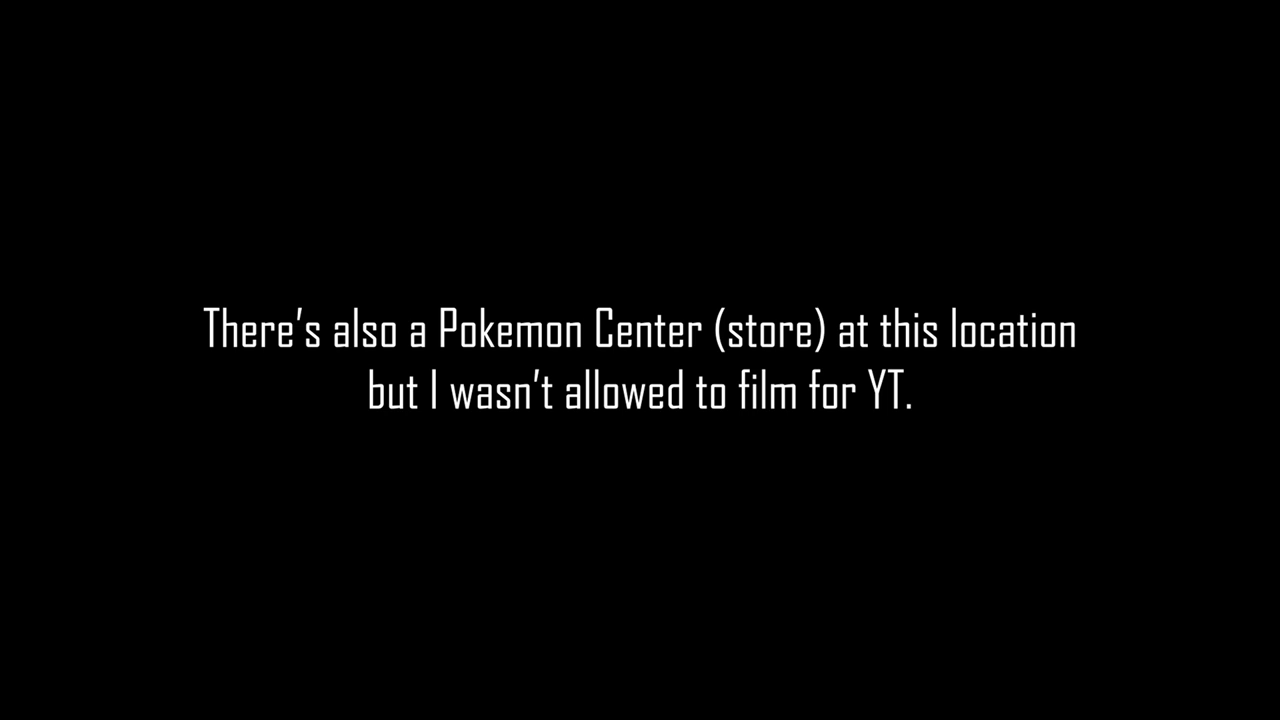 There's also a Pokemon Center (store) at this location
but I wasn't allowed to film for YT.